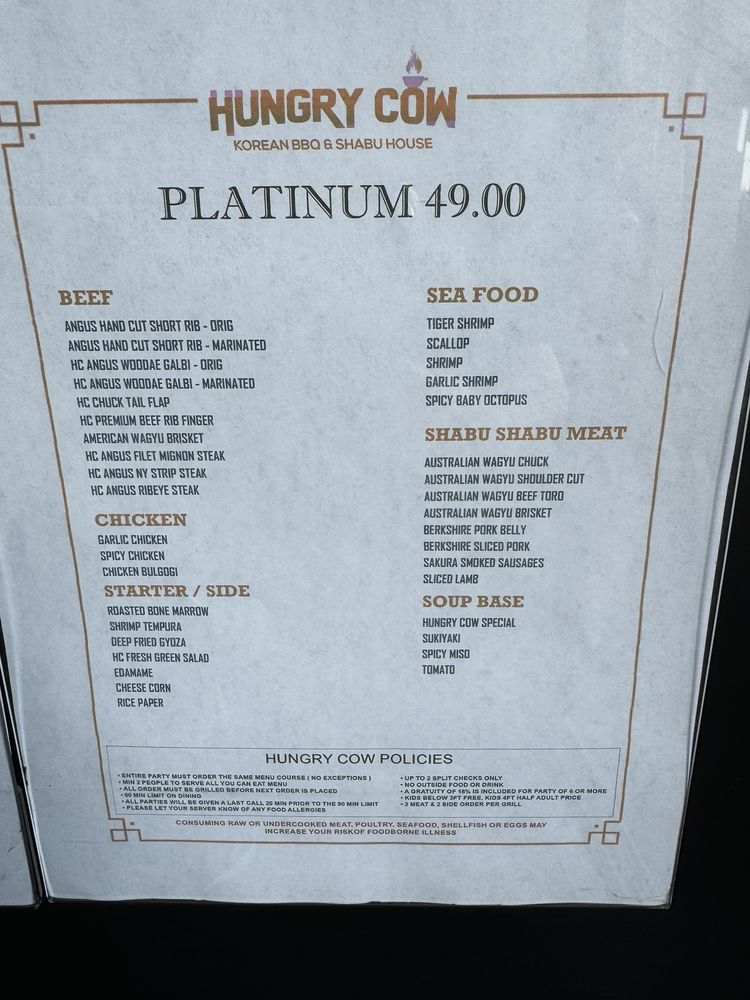 HUNGRY COW
KOREAN BBQ & SHABU HOUSE
PLATINUM 49.00
BEEF
ANGUS HAND CUT SHORT RIB - ORIG
ANGUS HAND CUT SHORT RIB - MARINATED
HC ANGUS WOODAE GALBI - ORIG
HC ANGUS WOODAE GALBI - MARINATED
HC CHUCK TAIL FLAP
HC PREMIUM BEEF RIB FINGER
AMERICAN WAGYU BRISKET
HC ANGUS FILET MIGNON STEAK
HC ANGUS NY STRIP STEAK
HC ANGUS RIBEYE STEAK
CHICKEN
GARLIC CHICKEN
SPICY CHICKEN
CHICKEN BULGOGI
STARTER / SIDE
ROASTED BONE MARROW
SHRIMP TEMPURA
DEEP FRIED GYOZA
HC FRESH GREEN SALAD
EDAMAME
CHEESE CORN
RICE PAPER
SEA FOOD
TIGER SHRIMP
SCALLOP
SHRIMP
GARLIC SHRIMP
SPICY BABY OCTOPUS
SHABU SHABU MEAT
AUSTRALIAN WAGYU CHUCK
AUSTRALIAN WAGYU SHOULDER CUT
AUSTRALIAN WAGYU BEEF TORO
AUSTRALIAN WAGYU BRISKET
BERKSHIRE PORK BELLY
BERKSHIRE SLICED PORK
SAKURA SMOKED SAUSAGES
SLICED LAMB
SOUP BASE
HUNGRY COW SPECIAL
SUKIYAKI
SPICY MISO
TOMATO
HUNGRY COW POLICIES
• ENTIRE PARTY MUST ORDER THE SAME MENU COURSE ( NO EXCEPTIONS )
• MIN 2 PEOPLE TO SERVE ALL YOU CAN EAT MENU
• ALL ORDER MUST BE GRILLED BEFORE NEXT ORDER IS PLACED
• 90 MIN LIMIT ON DINING
• ALL PARTIES WILL BE GIVEN A LAST CALL 20 MIN PRIOR TO THE 90 MIN LIMIT
• PLEASE LET YOUR SERVER KNOW OF ANY FOOD ALLERGIES
• UP TO 2 SPLIT CHECKS ONLY
• NO OUTSIDE FOOD OR DRINK
• A GRATUITY OF 18% IS INCLUDED FOR PARTY OF 6 OR MORE
• KIDS BELOW 3FT FREE, KIDS 4FT HALF ADULT PRICE
• 3 MEAT & 2 SIDE ORDER PER GRILL
CONSUMING RAW OR UNDERCOOKED MEAT, POULTRY, SEAFOOD, SHELLFISH OR EGGS MAY
INCREASE YOUR RISKOF FOODBORNE ILLNESS